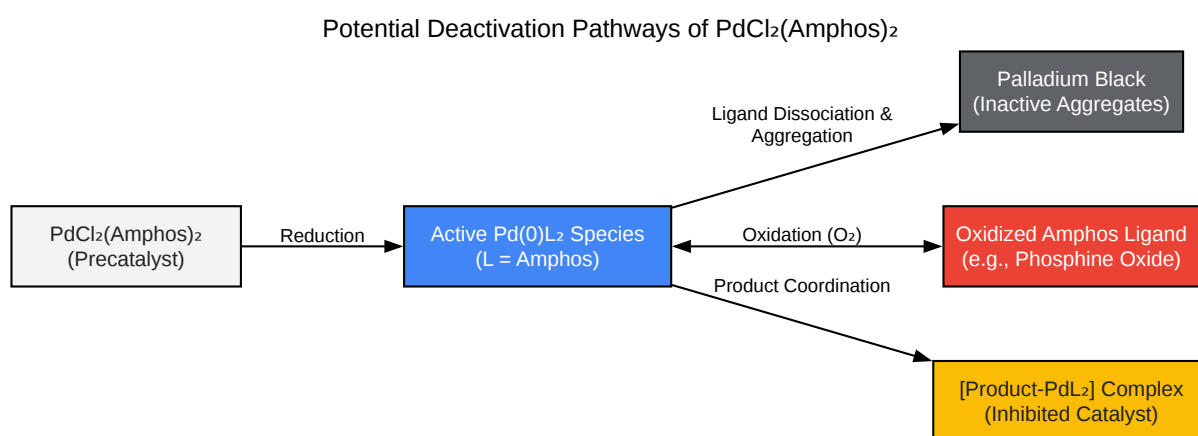 Potential Deactivation Pathways of PdCl₂(Amphos)₂
Palladium Black
(Inactive Aggregates)
Ligand Dissociation &
Aggregation
PdCl₂(Amphos)₂
(Precatalyst)
Reduction
Active Pd(0)L₂ Species
(L = Amphos)
Oxidation (O₂)
Oxidized Amphos Ligand
(e.g., Phosphine Oxide)
Product Coordination
[Product-PdL₂] Complex
(Inhibited Catalyst)